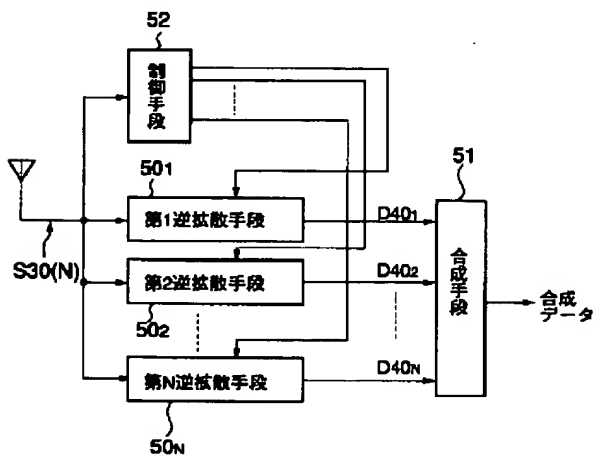 52
制御手段
501
51
第1逆拡散手段
D401
S30(N)
第2逆拡散手段
D402
合成手段
合成
データ
502
第N逆拡散手段
D40N
50N